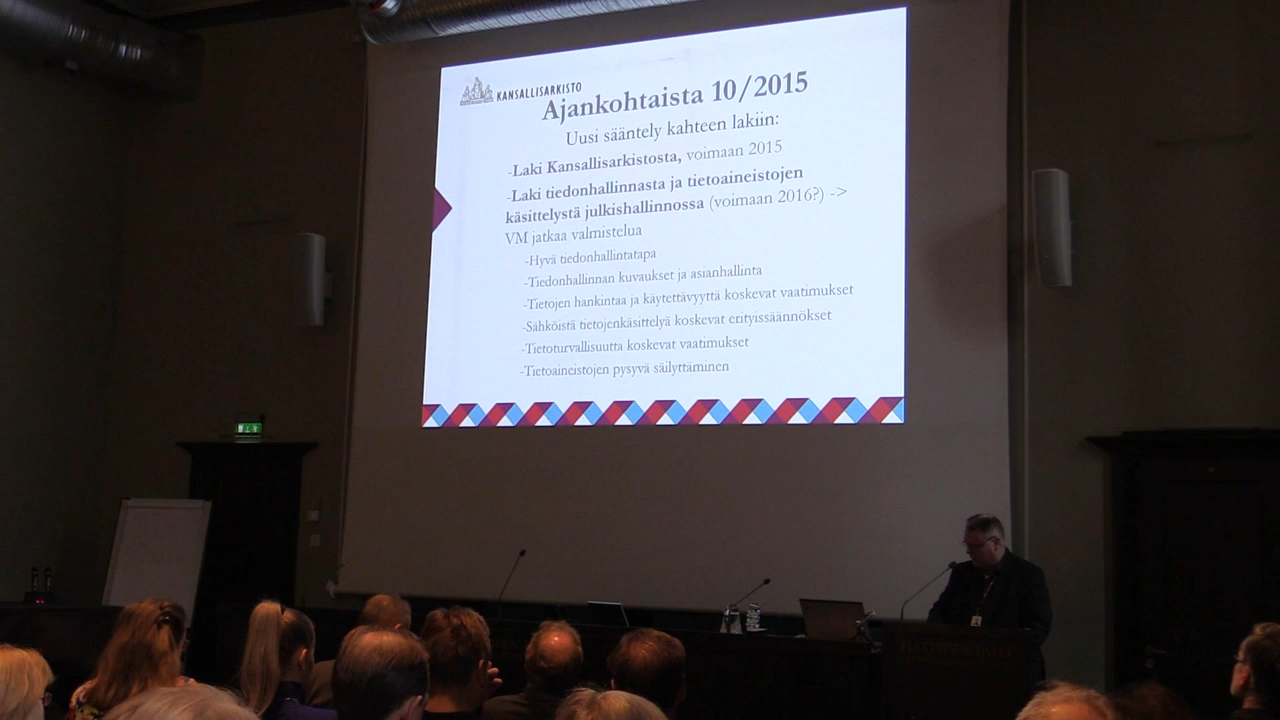 KANSALLISARKISTO
Ajankohtaista 10/2015
Uusi sääntely kahteen lakiin:
-Laki Kansallisarkistosta, voimaan 2015
-Laki tiedonhallinnasta ja tietoaineistojen
käsittelystä julkishallinnossa (voimaan 2016?) ->
VM jatkaa valmistelua
-Hyvä tiedonhallintatapa
-Tiedonhallinnan kuvaukset ja asianhallinta
-Tietojen hankintaa ja käytettävyyttä koskevat vaatimukset
-Sähköistä tietojenkäsittelyä koskevat erityissäännökset
-Tietoturvallisuutta koskevat vaatimukset
-Tietoaineistojen pysyvä säilyttäminen